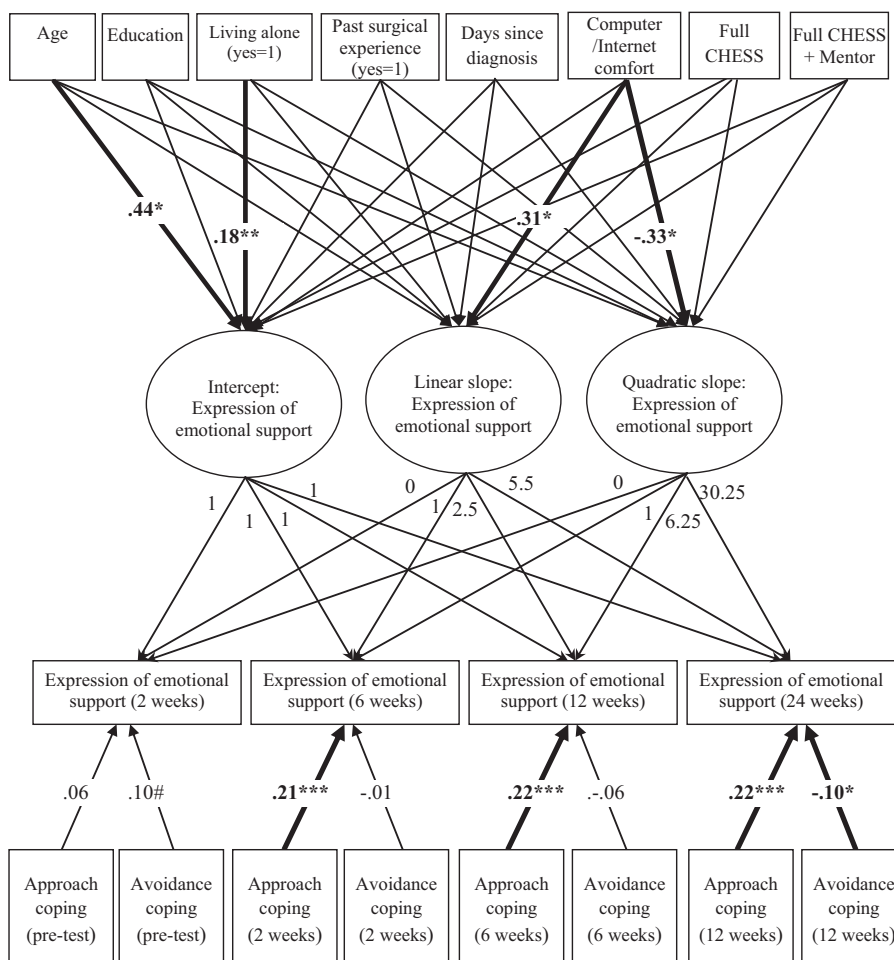 Age
Education
Living alone
(yes=1)
Past surgical
experience
(yes=1)
Days since
diagnosis
Computer
/Internet
comfort
Full
CHESS
Full CHESS
+ Mentor
.44*
.18**
.31*
-.33*
Intercept:
Expression of
emotional support
Linear slope:
Expression of
emotional support
Quadratic slope:
Expression of
emotional support
1
1
1
1
0
1
2.5
5.5
0
1
6.25
30.25
Expression of emotional
support (2 weeks)
Expression of emotional
support (6 weeks)
Expression of emotional
support (12 weeks)
Expression of emotional
support (24 weeks)
.06
.10#
.21***
-.01
.22***
.-.06
.22***
-.10*
Approach
coping
(pre-test)
Avoidance
coping
(pre-test)
Approach
coping
(2 weeks)
Avoidance
coping
(2 weeks)
Approach
coping
(6 weeks)
Avoidance
coping
(6 weeks)
Approach
coping
(12 weeks)
Avoidance
coping
(12 weeks)